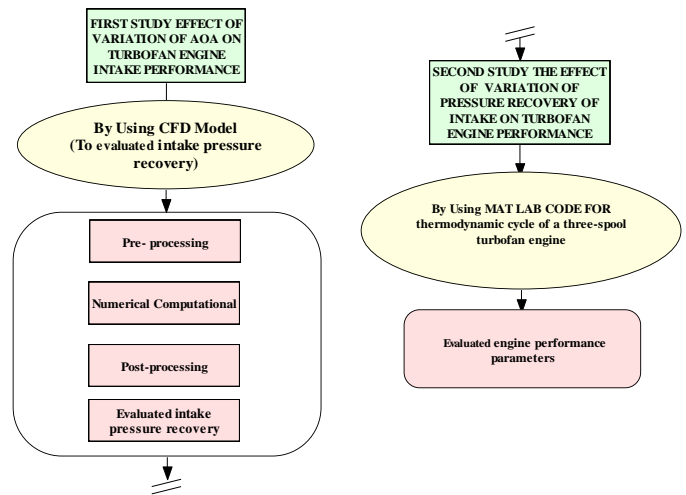 FIRST STUDY EFFECT OF
VARIATION OF AOA ON
TURBOFAN ENGINE
INTAKE PERFORMANCE
By Using CFD Model
(To evaluated intake pressure
recovery)
Pre- processing
Numerical Computational
Post-processing
Evaluated intake
pressure recovery
SECOND STUDY THE EFFECT
OF VARIATION OF
PRESSURE RECOVERY OF
INTAKE ON TURBOFAN
ENGINE PERFORMANCE
By Using MAT LAB CODE FOR
thermodynamic cycle of a three-spool
turbofan engine
Evaluated engine performance
parameters